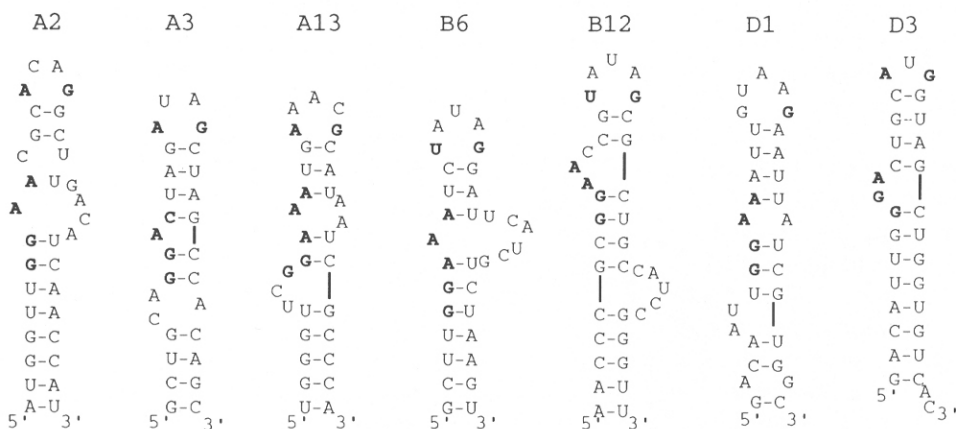 A2
C A
A G
C-G
G-C
C U
A U G
A A
C
G-U A
G-C
U-A
U-A
G-C
G-C
U-A
A-U
5' 3'
A3
U A
A G
G-C
A-U
U-A
C-G
A
G-C
G-C
A A
C
G-C
U-A
C-G
G-C
5' 3'
A13
A A C
A G
G-C
U-A
A-U A
A A
A-U
G-C
G
C
U
U-G
G-C
G-C
G-C
U-A
5' 3'
B6
A U A
U G
C-G
U-A
A-U U C
A A
U
A-U G C
G-C
G-U
U-A
U-A
C-G
G-U
U-G
5' 3'
B12
U
A A
U G
G-C
C-G
C
A
A G-C
G-U
C-G
G-C C A
U
C
C-G C
C-G
C-G
A-U
A-U
5' 3'
D1
A
U A
G G
U-A
U-A
A-U
A-U
A A
G-U
G-C
U-G
U
A A-U
C G
A G
G C
5' 3'
D3
U
A G
C-G
G-U
U-A
C-G
A
G G-C
G-U
U-G
U-G
A-U
C-G
A-U
G-C A
C
5' 3'